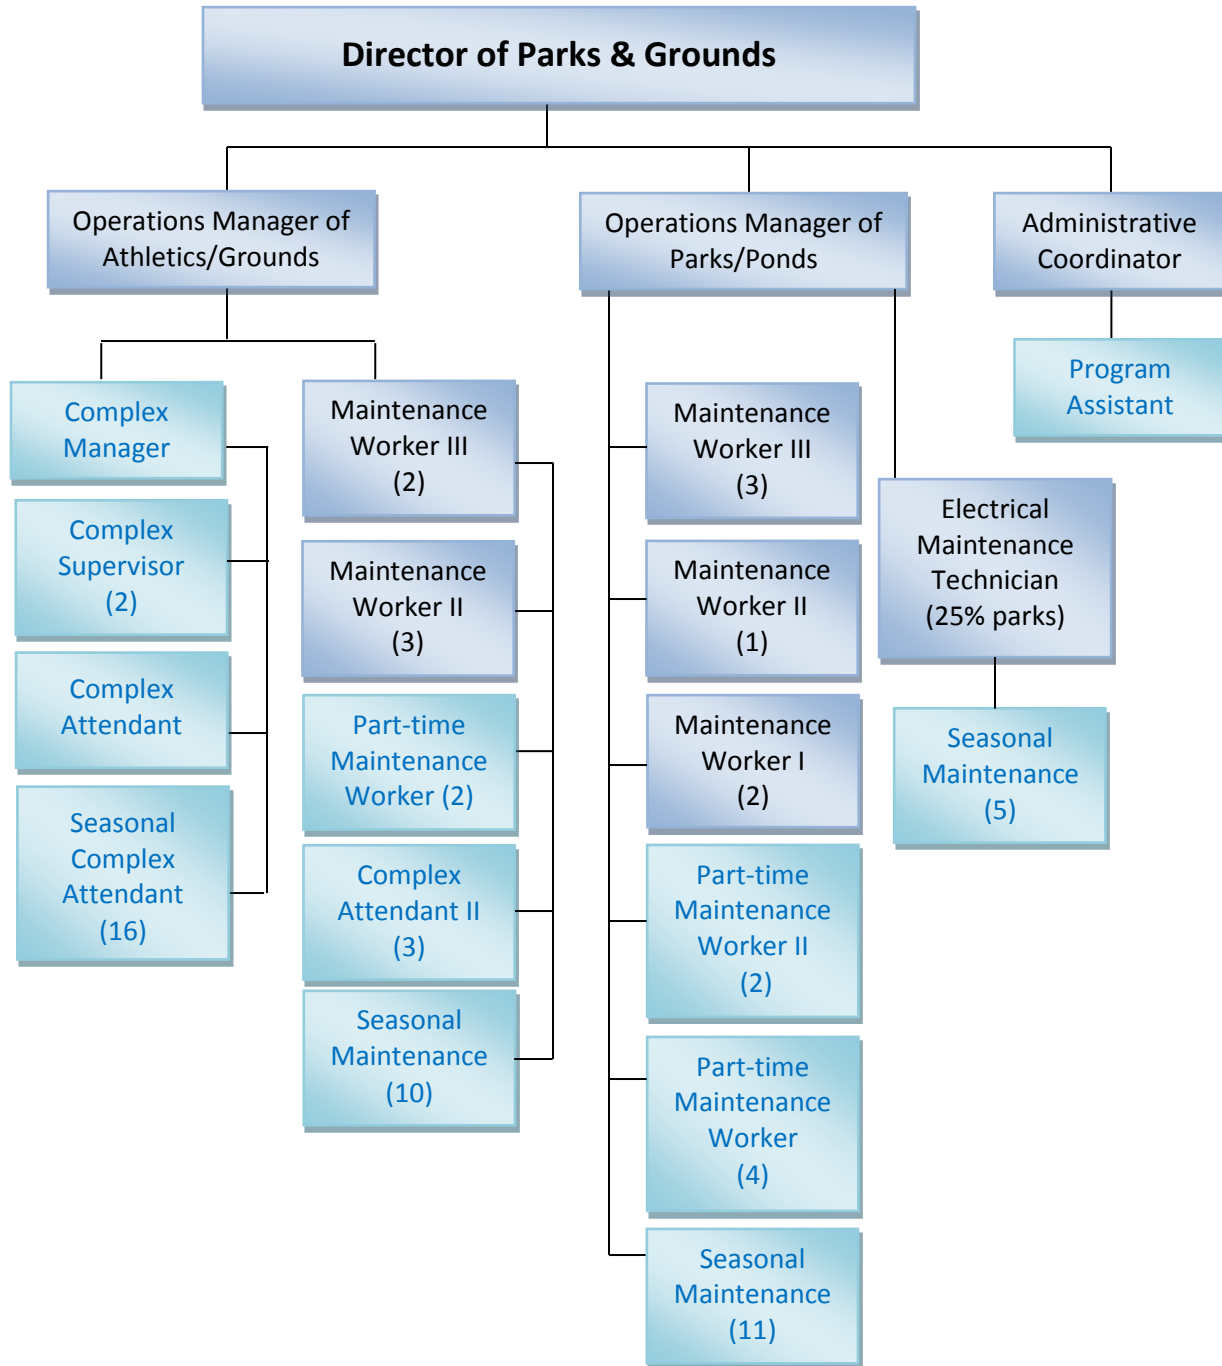 Director of Parks & Grounds
Operations Manager of
Athletics/Grounds
Operations Manager of
Parks/Ponds
Administrative
Coordinator
Program
Assistant
Complex
Manager
Complex
Supervisor
(2)
Complex
Attendant
Seasonal
Complex
Attendant
(16)
Maintenance
Worker III
(2)
Maintenance
Worker II
(3)
Part-time
Maintenance
Worker (2)
Complex
Attendant II
(3)
Seasonal
Maintenance
(10)
Maintenance
Worker III
(3)
Maintenance
Worker II
(1)
Maintenance
Worker I
(2)
Part-time
Maintenance
Worker II
(2)
Part-time
Maintenance
Worker
(4)
Seasonal
Maintenance
(11)
Electrical
Maintenance
Technician
(25% parks)
Seasonal
Maintenance
(5)